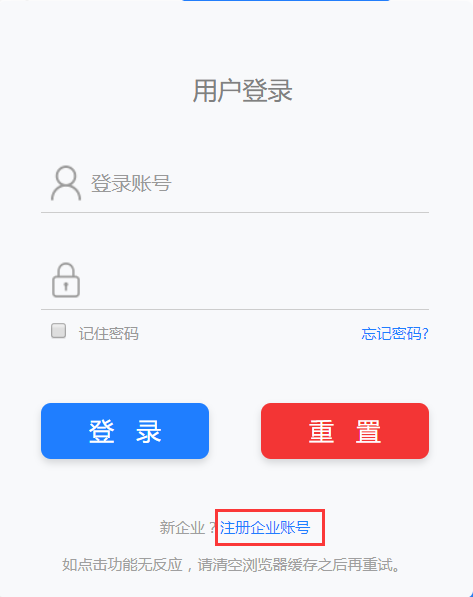 用户登录
登录账号
记住密码 忘记密码?
登 录 重 置
新企业？注册企业账号
如点击功能无反应，请清空浏览器缓存之后再重试。